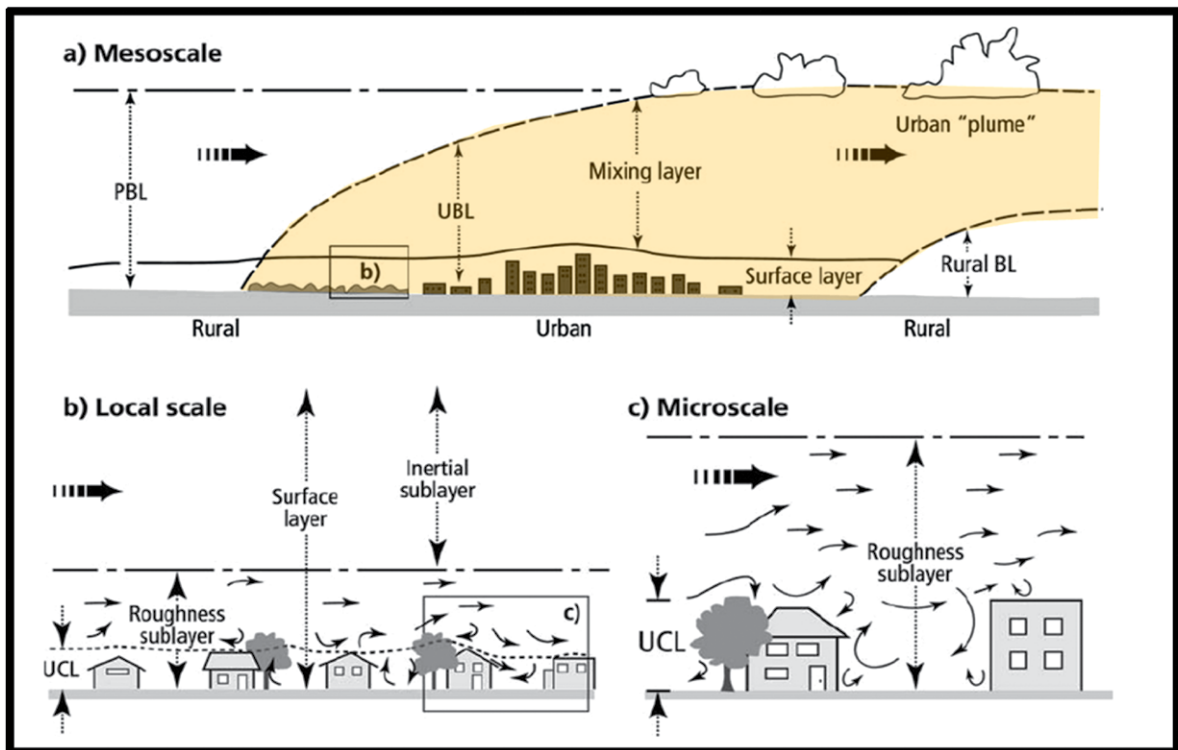 a) Mesoscale
Urban "plume"
Mixing layer
PBL
UBL
b)
Surface layer
Rural BL
Rural
Urban
Rural
b) Local scale
Inertial
sublayer
Surface
layer
Roughness
sublayer
c)
UCL
c) Microscale
Roughness
sublayer
UCL